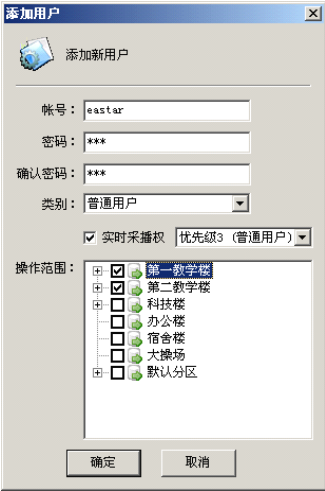 添加用户
添加新用户
帐号： eastar
密码： ***
确认密码： ***
类别： 普通用户
实时采播权 优先级3 (普通用户)
操作范围：
第一教学楼
第二教学楼
科技楼
办公楼
宿舍楼
大操场
默认分区
确定 取消